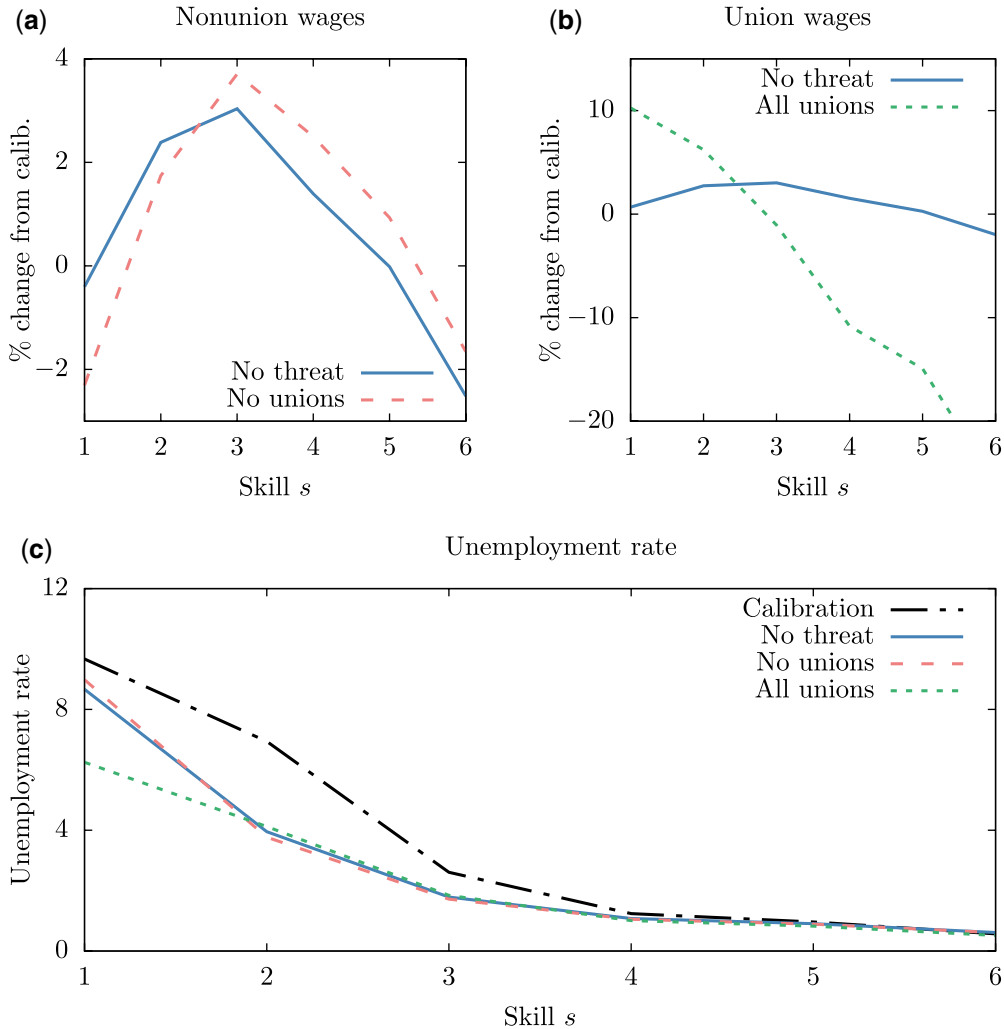 (a) Nonunion wages
% change from calib.
4
2
0
−2
No threat
No unions
1 2 3 4 5 6
Skill s
(b) Union wages
% change from calib.
10
0
−10
−20
No threat
All unions
1 2 3 4 5 6
Skill s
(c) Unemployment rate
Unemployment rate
12
8
4
0
Calibration
No threat
No unions
All unions
1 2 3 4 5 6
Skill s